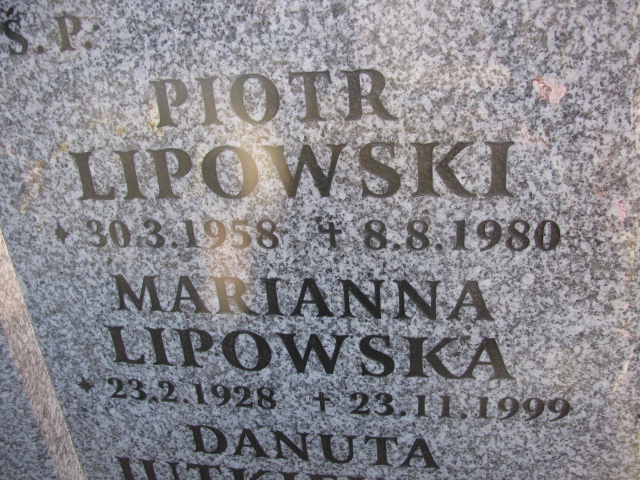 Ś.P.
PIOTR
LIPOWSKI
* 30.3.1958 † 8.8.1980
MARIANNA
LIPOWSKA
* 23.2.1928 † 23.11.1999
DANUTA